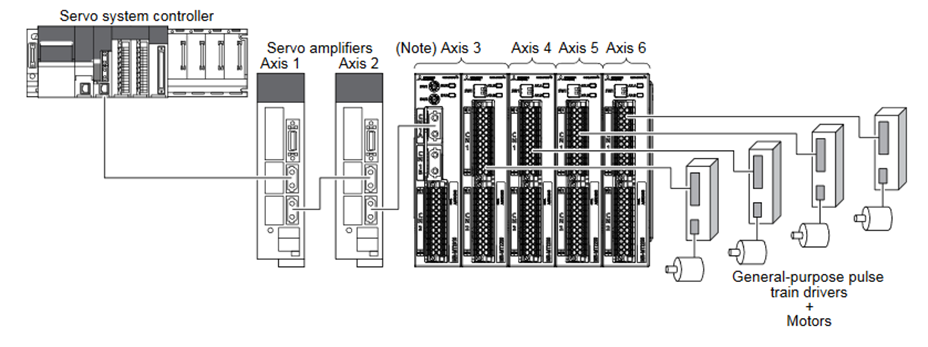 Servo system controller
Servo amplifiers
Axis 1
Axis 2
(Note) Axis 3
Axis 4
Axis 5
Axis 6
General-purpose pulse
train drivers
+
Motors